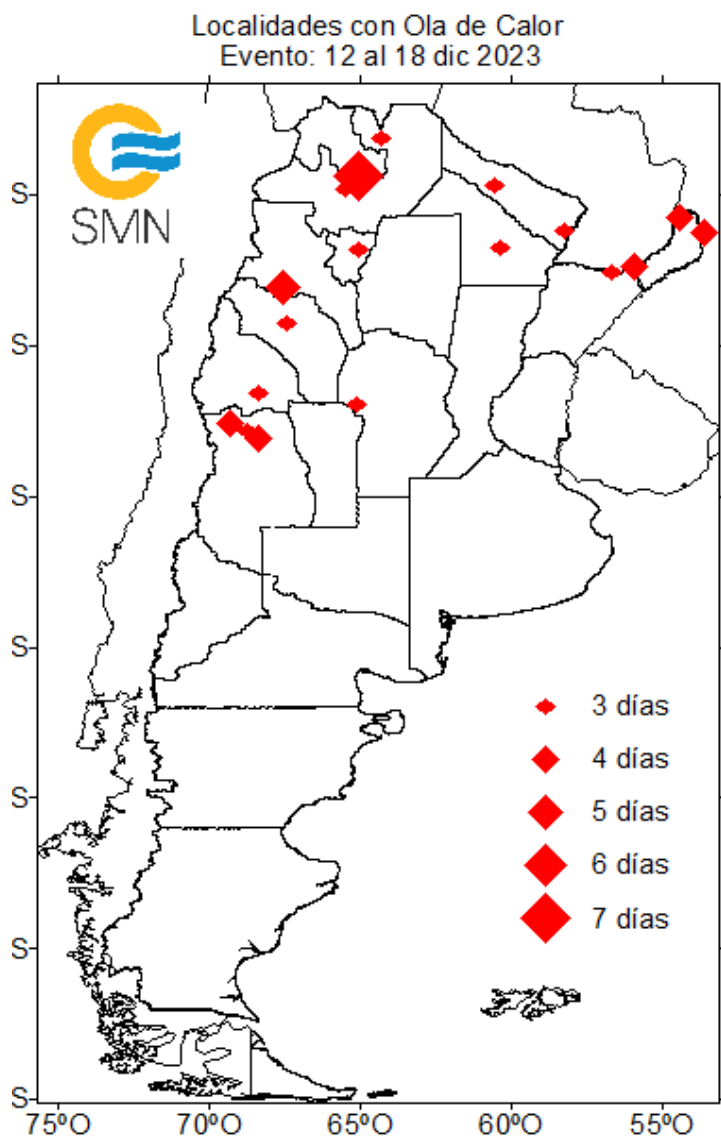 Localidades con Ola de Calor
Evento: 12 al 18 dic 2023
SMN
S
S
S
S
S
S
S
3 días
4 días
5 días
6 días
7 días
75ºO 70ºO 65ºO 60ºO 55ºO